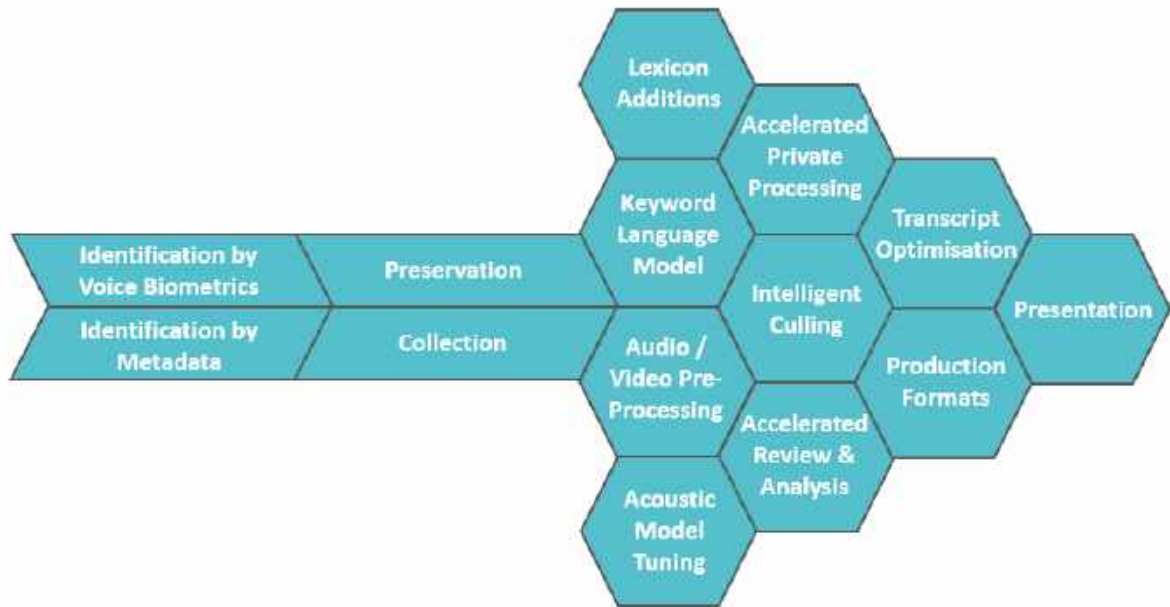 Identification by
Voice Biometrics
Identification by
Metadata
Preservation
Collection
Lexicon
Additions
Keyword
Language
Model
Audio /
Video Pre-
Processing
Acoustic
Model
Tuning
Accelerated
Private
Processing
Intelligent
Culling
Accelerated
Review &
Analysis
Transcript
Optimisation
Production
Formats
Presentation